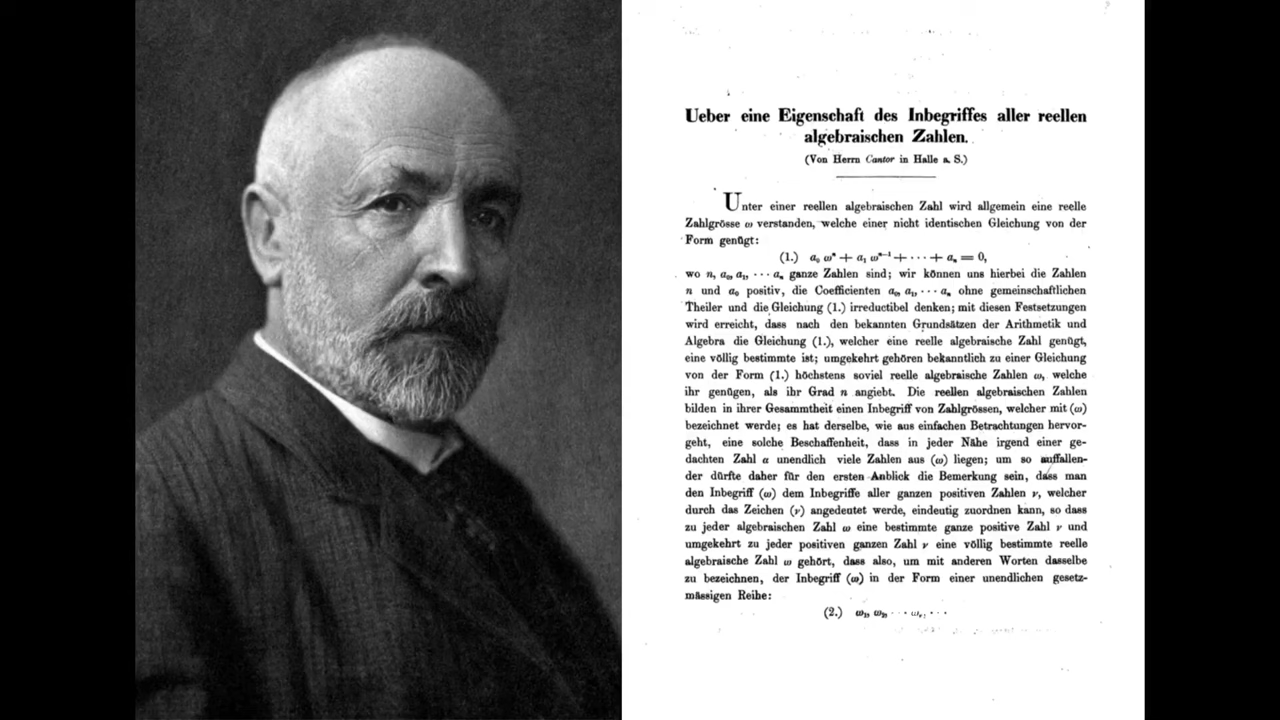 Ueber eine Eigenschaft des Inbegriffes aller reellen
algebraischen Zahlen.
(Von Herrn Cantor in Halle a. S.)
Unter einer reellen algebraischen Zahl wird allgemein eine reelle
Zahlgrösse ω verstanden, welche einer nicht identischen Gleichung von der
Form genügt:
(1.) a₀ ωⁿ + a₁ ωⁿ⁻¹ + ··· + aₙ = 0,
wo n, a₀, a₁, ··· aₙ ganze Zahlen sind; wir können uns hierbei die Zahlen
n und a₀ positiv, die Coefficienten a₀, a₁, ··· aₙ ohne gemeinschaftlichen
Theiler und die Gleichung (1.) irreductibel denken; mit diesen Festsetzungen
wird erreicht, dass nach den bekannten Grundsätzen der Arithmetik und
Algebra die Gleichung (1.), welcher eine reelle algebraische Zahl genügt,
eine völlig bestimmte ist; umgekehrt gehören bekanntlich zu einer Gleichung
von der Form (1.) höchstens soviel reelle algebraische Zahlen ω, welche
ihr genügen, als ihr Grad n angiebt. Die reellen algebraischen Zahlen
bilden in ihrer Gesammtheit einen Inbegriff von Zahlgrössen, welcher mit (ω)
bezeichnet werde; es hat derselbe, wie aus einfachen Betrachtungen hervor-
geht, eine solche Beschaffenheit, dass in jeder Nähe irgend einer ge-
dachten Zahl α unendlich viele Zahlen aus (ω) liegen; um so auffallen-
der dürfte daher für den ersten Anblick die Bemerkung sein, dass man
den Inbegriff (ω) dem Inbegriffe aller ganzen positiven Zahlen ν, welcher
durch das Zeichen (ν) angedeutet werde, eindeutig zuordnen kann, so dass
zu jeder algebraischen Zahl ω eine bestimmte ganze positive Zahl ν und
umgekehrt zu jeder positiven ganzen Zahl ν eine völlig bestimmte reelle
algebraische Zahl ω gehört, dass also, um mit anderen Worten dasselbe
zu bezeichnen, der Inbegriff (ω) in der Form einer unendlichen gesetz-
mässigen Reihe:
(2.) ω₁, ω₂, ··· ωᵥ, ···